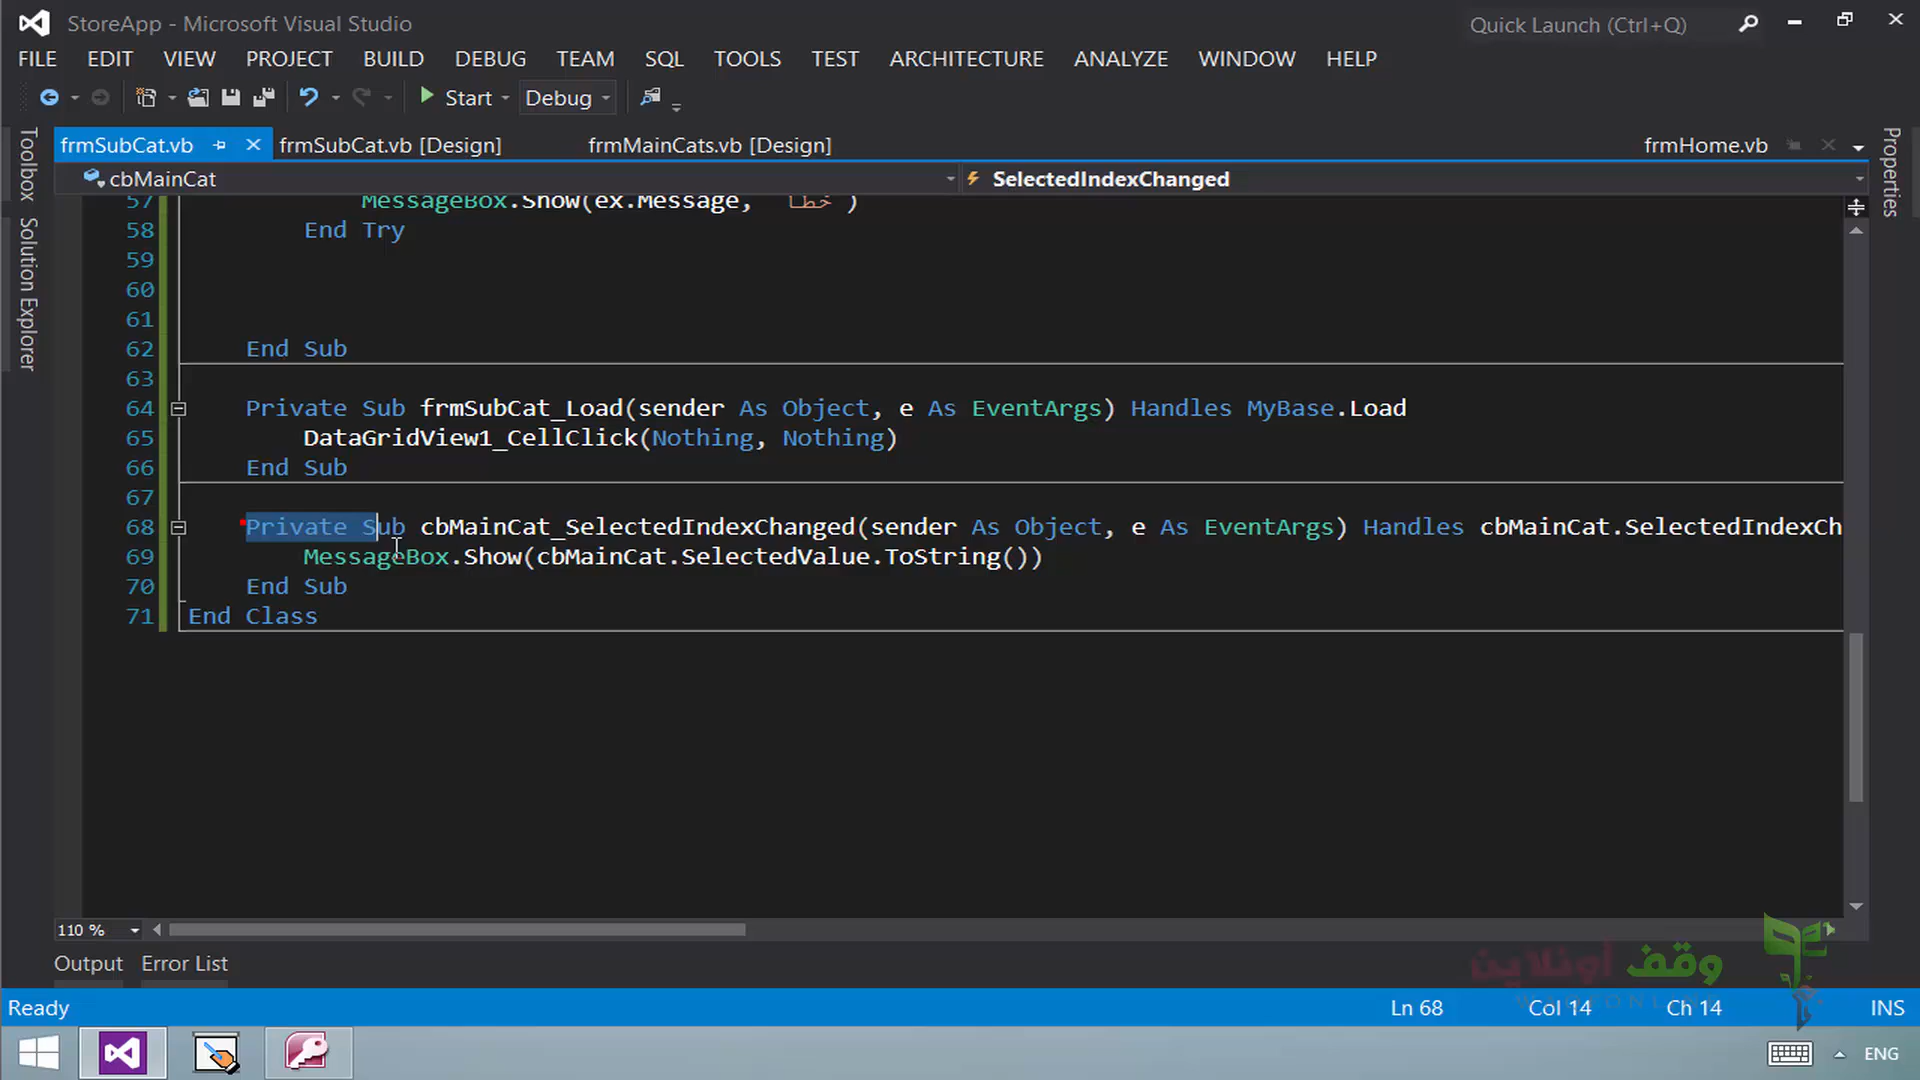 StoreApp - Microsoft Visual Studio
Quick Launch (Ctrl+Q)
FILE EDIT VIEW PROJECT BUILD DEBUG TEAM SQL TOOLS TEST ARCHITECTURE ANALYZE WINDOW HELP
Start Debug
frmSubCat.vb frmSubCat.vb [Design] frmMainCats.vb [Design] frmHome.vb
Toolbox
Solution Explorer
Properties
cbMainCat SelectedIndexChanged
57 MessageBox.Show(ex.Message, "خطا")
58 End Try
59
60
61
62 End Sub
63
64 Private Sub frmSubCat_Load(sender As Object, e As EventArgs) Handles MyBase.Load
65 DataGridView1_CellClick(Nothing, Nothing)
66 End Sub
67
68 Private Sub cbMainCat_SelectedIndexChanged(sender As Object, e As EventArgs) Handles cbMainCat.SelectedIndexCh
69 MessageBox.Show(cbMainCat.SelectedValue.ToString())
70 End Sub
71 End Class
110 %
Output Error List
وقف أونلاين
Ready Ln 68 Col 14 Ch 14 INS
ENG